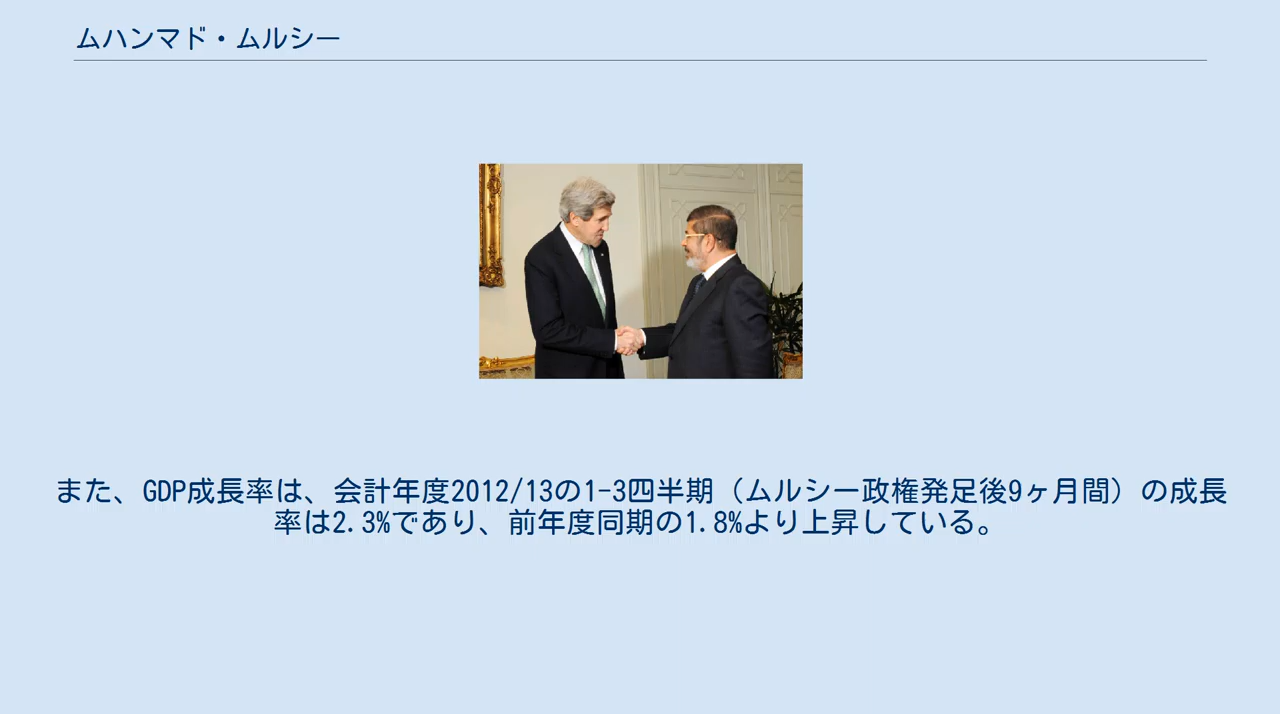 ムハンマド・ムルシー
また、GDP成長率は、会計年度2012/13の1-3四半期（ムルシー政権発足後9ヶ月間）の成長
率は2.3%であり、前年度同期の1.8%より上昇している。